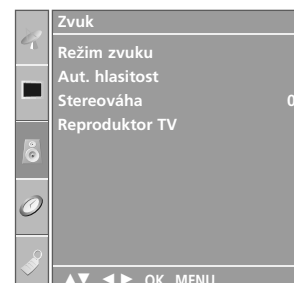 Zvuk
Režim zvuku
Aut. hlasitost
Stereováha 0
Reproduktor TV
▲▼ ◄► OK MENU